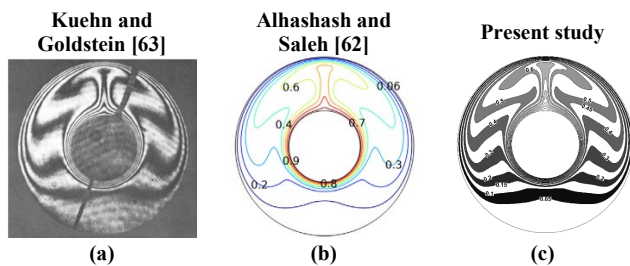 Kuehn and
Goldstein [63]
Alhashash and
Saleh [62]
Present study
0.6
0.06
0.4
0.7
0.9
0.3
0.2
0.8
(a)
(b)
(c)